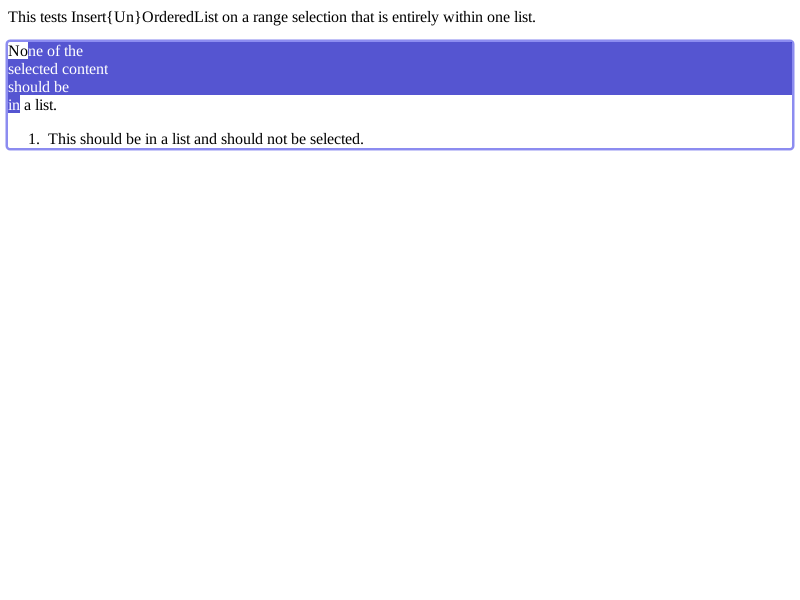 This tests Insert{Un}OrderedList on a range selection that is entirely within one list.
None of the
selected content
should be
in a list.
1. This should be in a list and should not be selected.